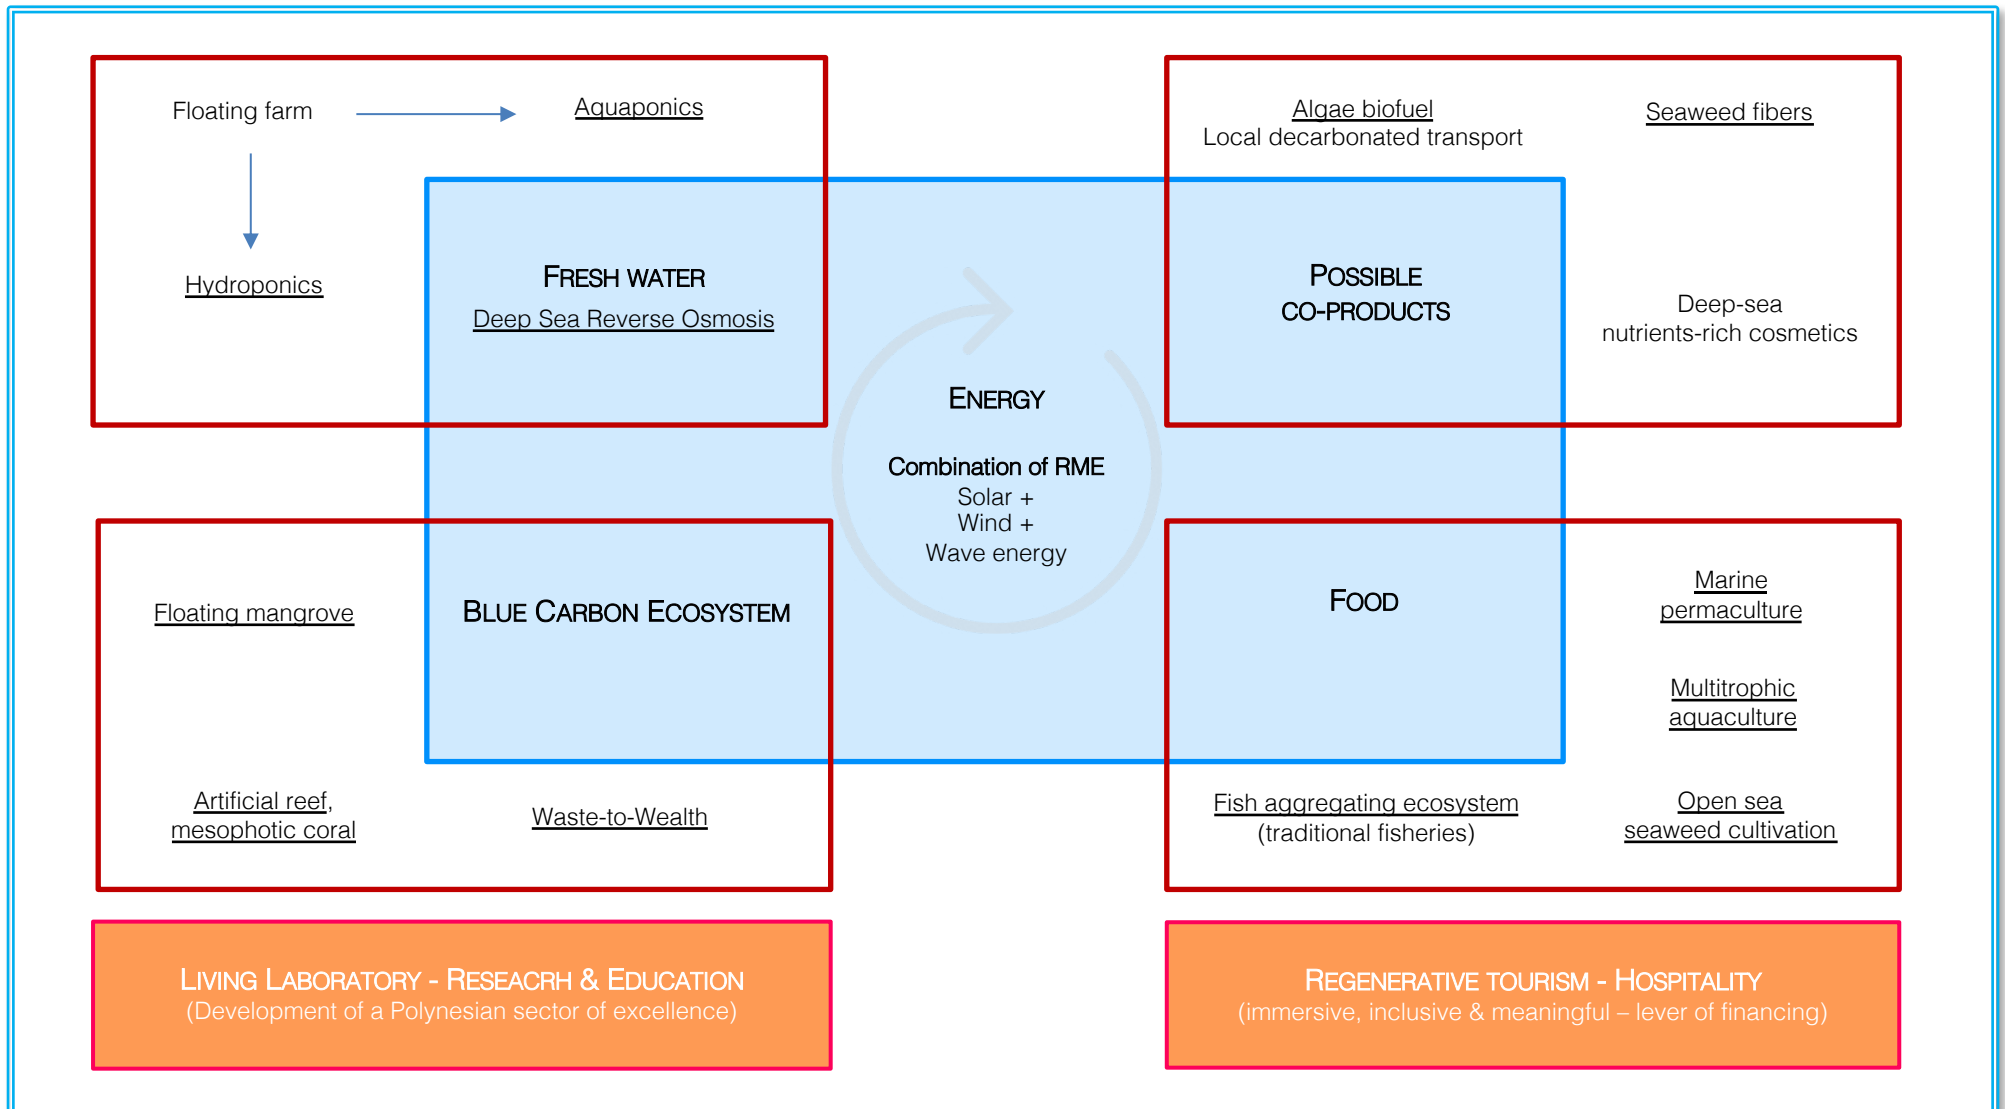 Floating farm
Aquaponics
Hydroponics
FRESH WATER
Deep Sea Reverse Osmosis
Algae biofuel
Local decarbonated transport
Seaweed fibers
POSSIBLE
CO-PRODUCTS
Deep-sea
nutrients-rich cosmetics
ENERGY
Combination of RME
Solar +
Wind +
Wave energy
Floating mangrove
BLUE CARBON ECOSYSTEM
Artificial reef,
mesophotic coral
Waste-to-Wealth
FOOD
Marine
permaculture
Multitrophic
aquaculture
Fish aggregating ecosystem
(traditional fisheries)
Open sea
seaweed cultivation
LIVING LABORATORY - RESEACRH & EDUCATION
(Development of a Polynesian sector of excellence)
REGENERATIVE TOURISM - HOSPITALITY
(immersive, inclusive & meaningful – lever of financing)